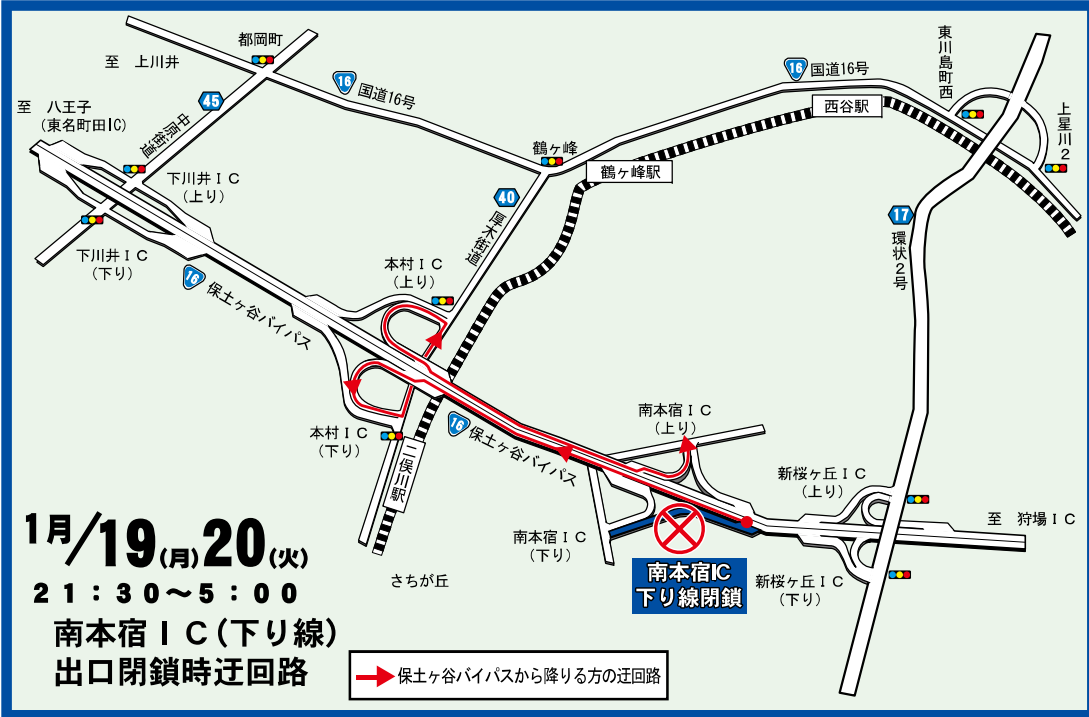 都岡町
至　上川井
16
国道16号
16
国道16号
東川島町西
上星川2
至　八王子
(東名町田IC)
45
中原街道
西谷駅
鶴ヶ峰
鶴ヶ峰駅
下川井IC
(上り)
40
厚木街道
17
環状2号
下川井IC
(下り)
16
保土ヶ谷バイパス
本村IC
(上り)
本村IC
(下り)
16
保土ヶ谷バイパス
二俣川駅
南本宿IC
(上り)
新桜ヶ丘IC
(上り)
至　狩場IC
南本宿IC
(下り)
南本宿IC
下り線閉鎖
新桜ヶ丘IC
(下り)
さちが丘
1月/19(月)20(火)
21:30～5:00
南本宿IC(下り線)
出口閉鎖時迂回路
保土ヶ谷バイパスから降りる方の迂回路